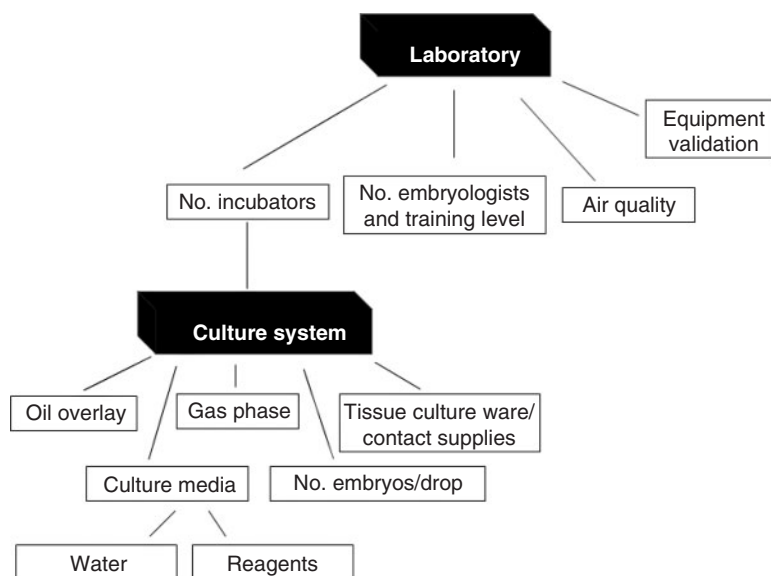 Laboratory
Equipment
validation
No. incubators
No. embryologists
and training level
Air quality
Culture system
Oil overlay
Gas phase
Tissue culture ware/
contact supplies
Culture media
No. embryos/drop
Water
Reagents